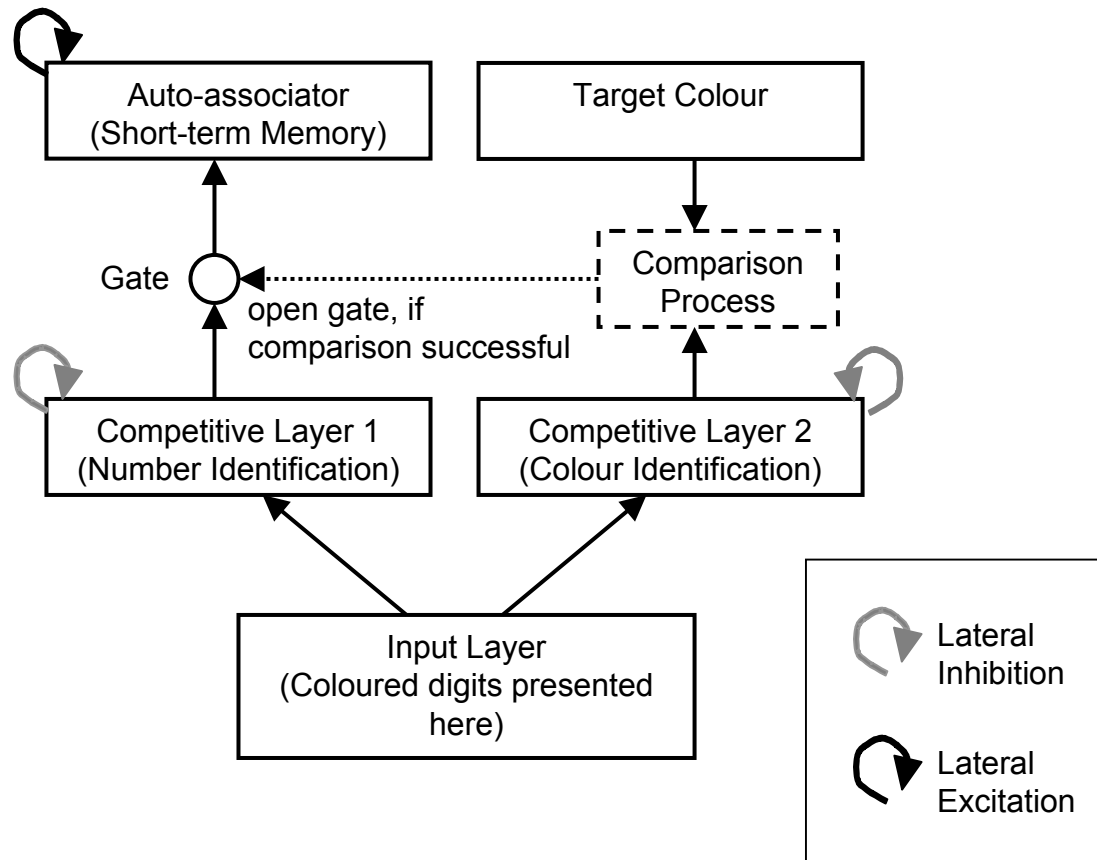 Auto-associator
(Short-term Memory)
Target Colour
Gate
Comparison
Process
open gate, if
comparison successful
Competitive Layer 1
(Number Identification)
Competitive Layer 2
(Colour Identification)
Input Layer
(Coloured digits presented
here)
Lateral
Inhibition
Lateral
Excitation